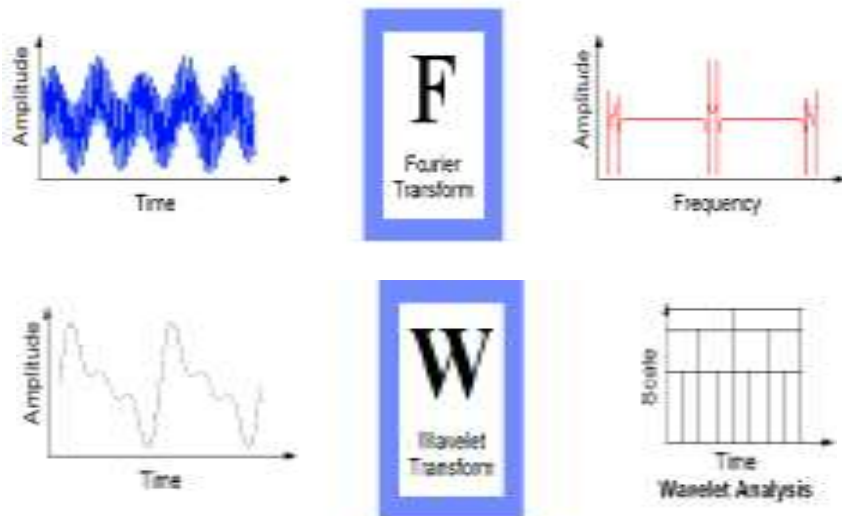 Amplitude
Time
F
Fourier
Transform
Amplitude
Frequency
Amplitude
Time
W
Wavelet
Transform
Scale
Time
Wavelet Analysis